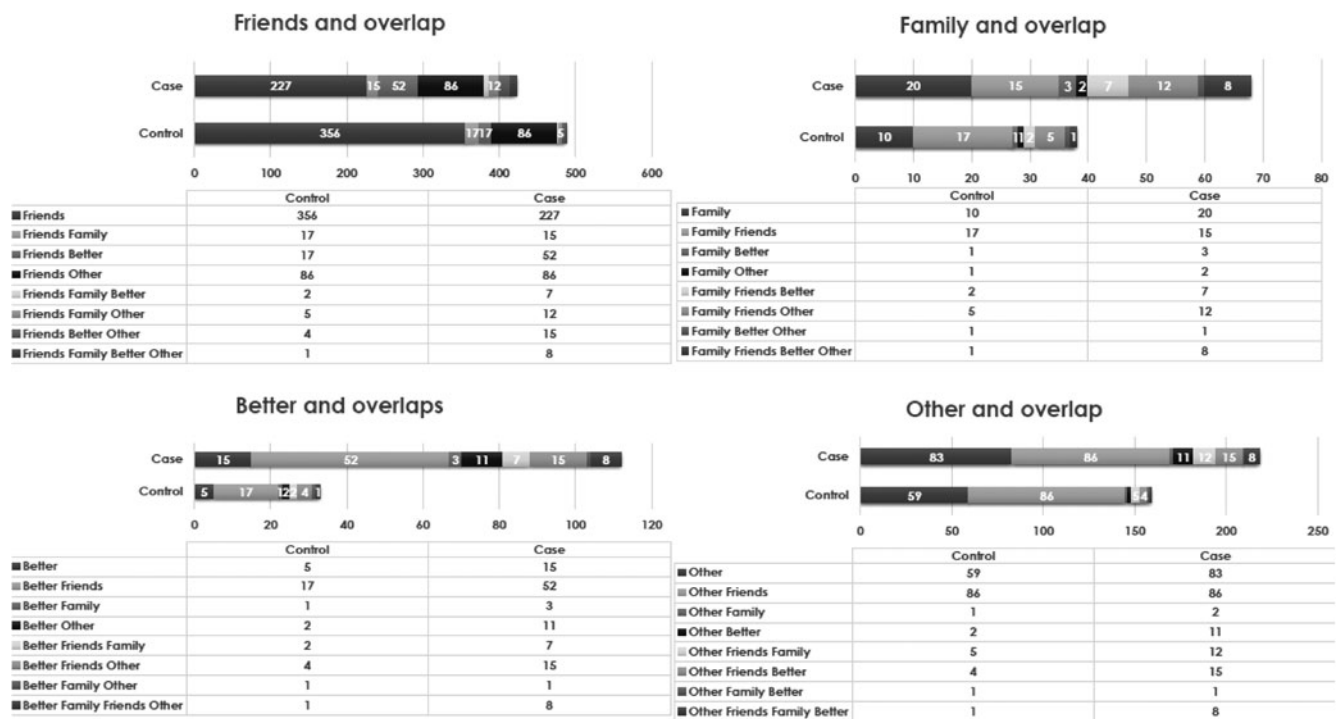 Friends and overlap
Case 227 15 52 86 12
Control 356 17 17 86 5
0 100 200 300 400 500 600
Control Case
Friends 356 227
Friends Family 17 15
Friends Better 17 52
Friends Other 86 86
Friends Family Better 2 7
Friends Family Other 5 12
Friends Better Other 4 15
Friends Family Better Other 1 8
Family and overlap
Case 20 15 3 2 7 12 8
Control 10 17 1 1 2 5 1
0 10 20 30 40 50 60 70 80
Control Case
Family 10 20
Family Friends 17 15
Family Better 1 3
Family Other 1 2
Family Friends Better 2 7
Family Friends Other 5 12
Family Better Other 1 1
Family Friends Better Other 1 8
Better and overlaps
Case 15 52 3 11 7 15 8
Control 5 17 1 2 2 4 1
0 20 40 60 80 100 120
Control Case
Better 5 15
Better Friends 17 52
Better Family 1 3
Better Other 2 11
Better Friends Family 2 7
Better Friends Other 4 15
Better Family Other 1 1
Better Family Friends Other 1 8
Other and overlap
Case 83 86 11 12 15 8
Control 59 86 5 4
0 50 100 150 200 250
Control Case
Other 59 83
Other Friends 86 86
Other Family 1 2
Other Better 2 11
Other Friends Family 5 12
Other Friends Better 4 15
Other Family Better 1 1
Other Friends Family Better 1 8